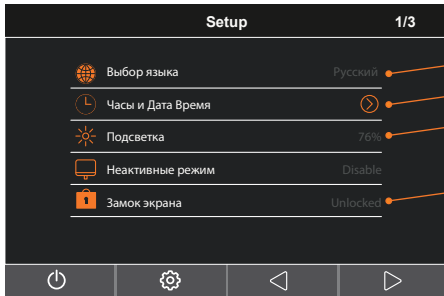 Setup 1/3
Выбор языка Русский
Часы и Дата Время
Подсветка 76%
Неактивные режим Disable
Замок экрана Unlocked
1